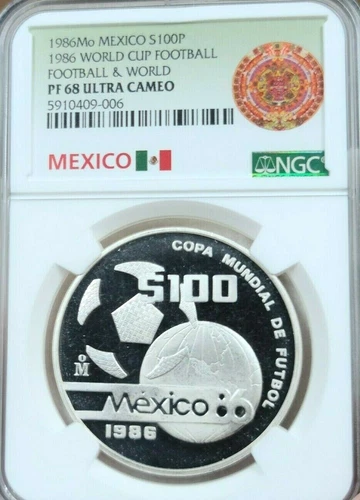 1986Mo MEXICO S100P
1986 WORLD CUP FOOTBALL
FOOTBALL & WORLD
PF 68 ULTRA CAMEO
5910409-006
MEXICO
NGC
COPA MUNDIAL DE FUTBOL
$100
Mo
México 86
1986